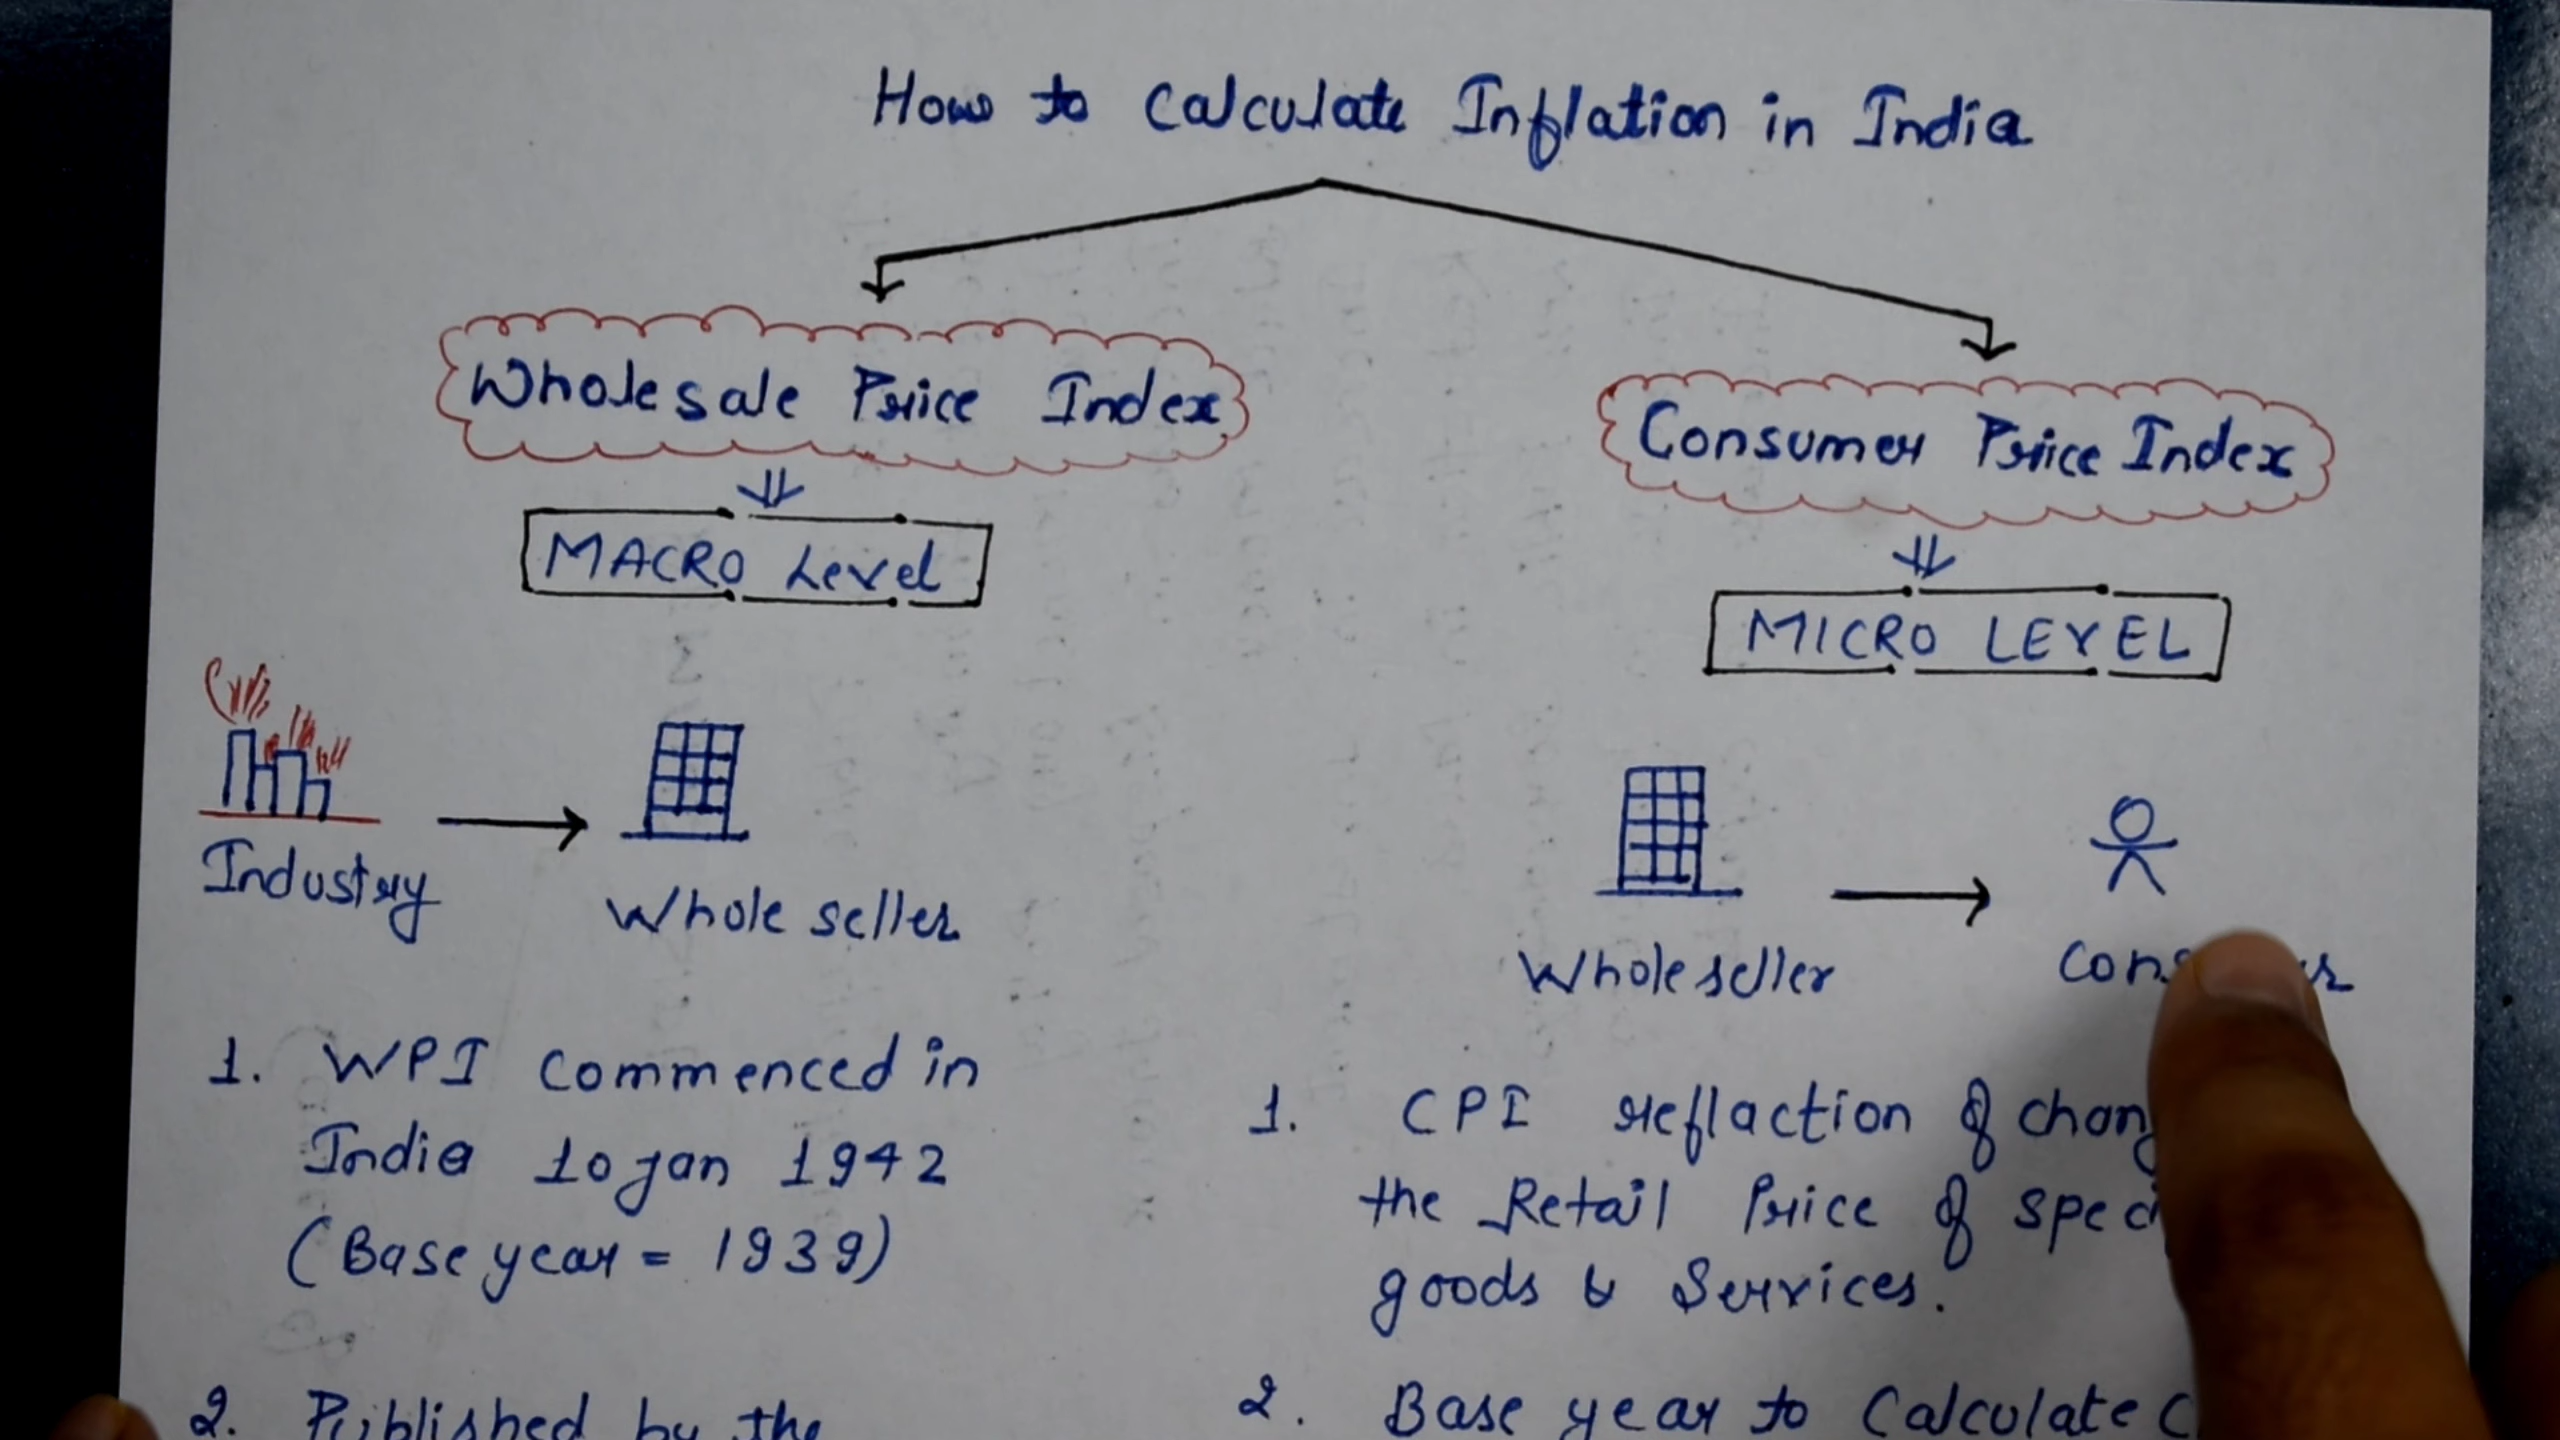 How to Calculate Inflation in India
Wholesale Price Index
MACRO Level
Industry
Whole seller
1. WPI Commenced in
India 10 jan 1942
(Base year = 1939)
2. Published by the
Consumer Price Index
MICRO LEVEL
Whole seller
1. CPI reflaction of
the Retail Price of
goods & Services.
2. Base year to Calculate